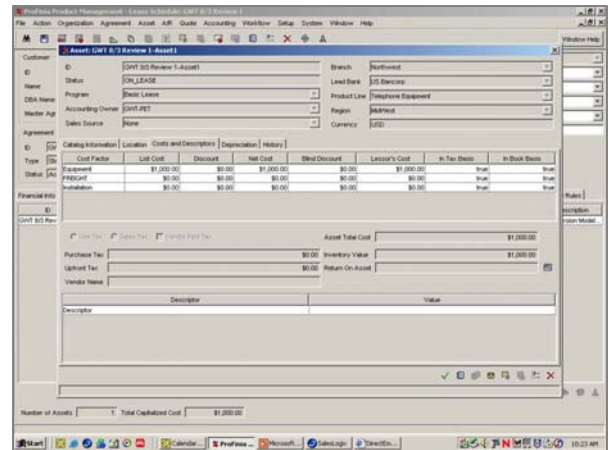 ProFinia Product Management - Lease Schedule: GWT 8/3 Review 1
File Action Organization Agreement Asset A/R Quote Accounting Workflow Setup System Window Help
Window Help
Asset: GWT 8/3 Review 1-Asset1
Customer
ID
Name
DBA Name
Master Agr
Agreement
ID
Type
Status
Financial Info
ID
GWT 8/3 Rev
ID GWT 8/3 Review 1-Asset1 Branch Northwest
Status ION_LEASE Lead Bank US Bancorp
Program Basic Lease Product Line Telephone Equipment
Accounting Owner GWT-PET Region MidWest
Sales Source None Currency USD
Catalog Information Location Costs and Descriptors Depreciation History
Cost Factor List Cost Discount Net Cost Blind Discount Lessor's Cost In Tax Basis In Book Basis
Equipment $1,000.00 $0.00 $1,000.00 $0.00 $1,000.00 true true
FREIGHT $0.00 $0.00 $0.00 $0.00 $0.00 true true
Installation $0.00 $0.00 $0.00 $0.00 $0.00 true true
Use Tax Sales Tax Vendor Paid Tax Asset Total Cost $1,000.00
Purchase Tax $0.00 Inventory Value $1,000.00
Upfront Tax $0.00 Return On Asset
Vendor Name
Descriptor Value
Descriptor
Rules
Number of Assets 1 Total Capitalized Cost $1,000.00
Start Calendar... ProFinia ... Microsoft... SalesLogix DirectEm... 10:23 AM